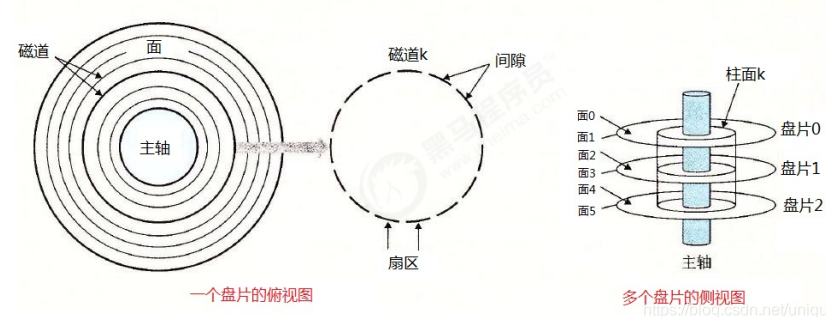 磁道
面
主轴
磁道k
间隙
扇区
一个盘片的俯视图
柱面k
面0
面1
面2
面3
面4
面5
盘片0
盘片1
盘片2
主轴
多个盘片的侧视图
黑马程序员
www.itheima.com
https://blog.csdn.net/uniqu